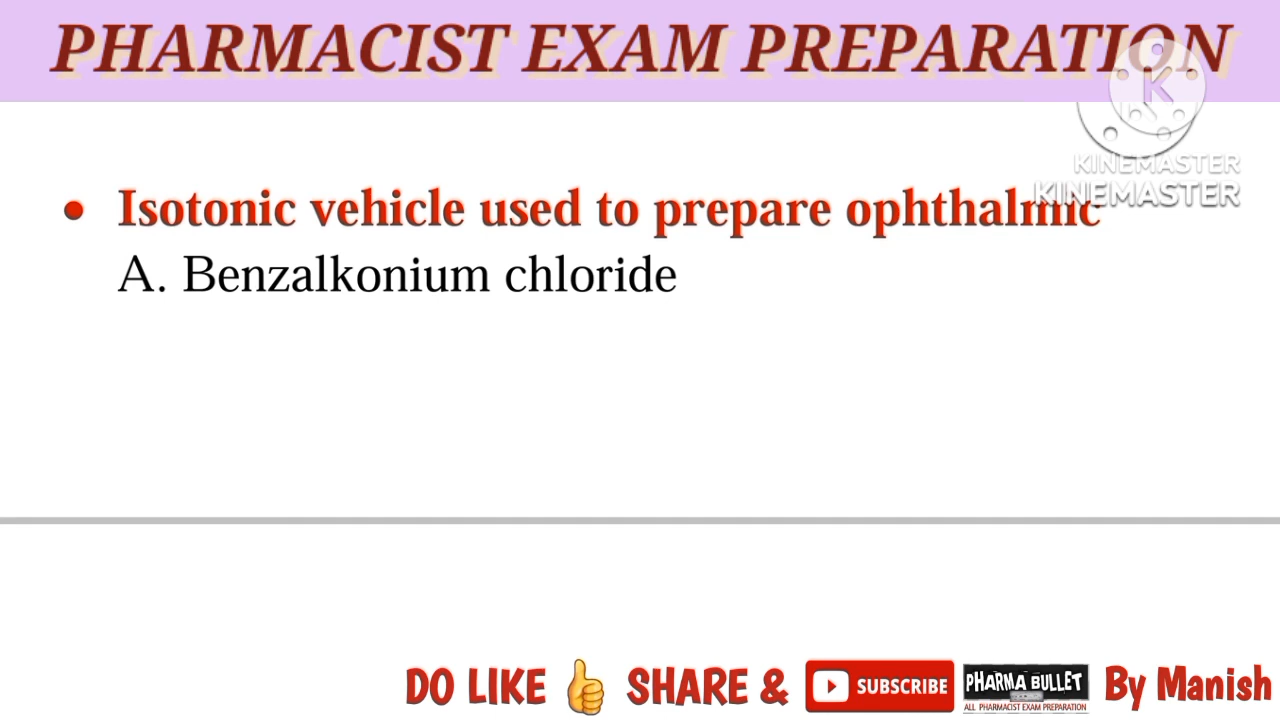 PHARMACIST EXAM PREPARATION
KINEMASTER
KINEMASTER
• Isotonic vehicle used to prepare ophthalmic
A. Benzalkonium chloride
DO LIKE 👍 SHARE & SUBSCRIBE PHARMA BULLET By Manish
ALL PHARMACIST EXAM PREPARATION